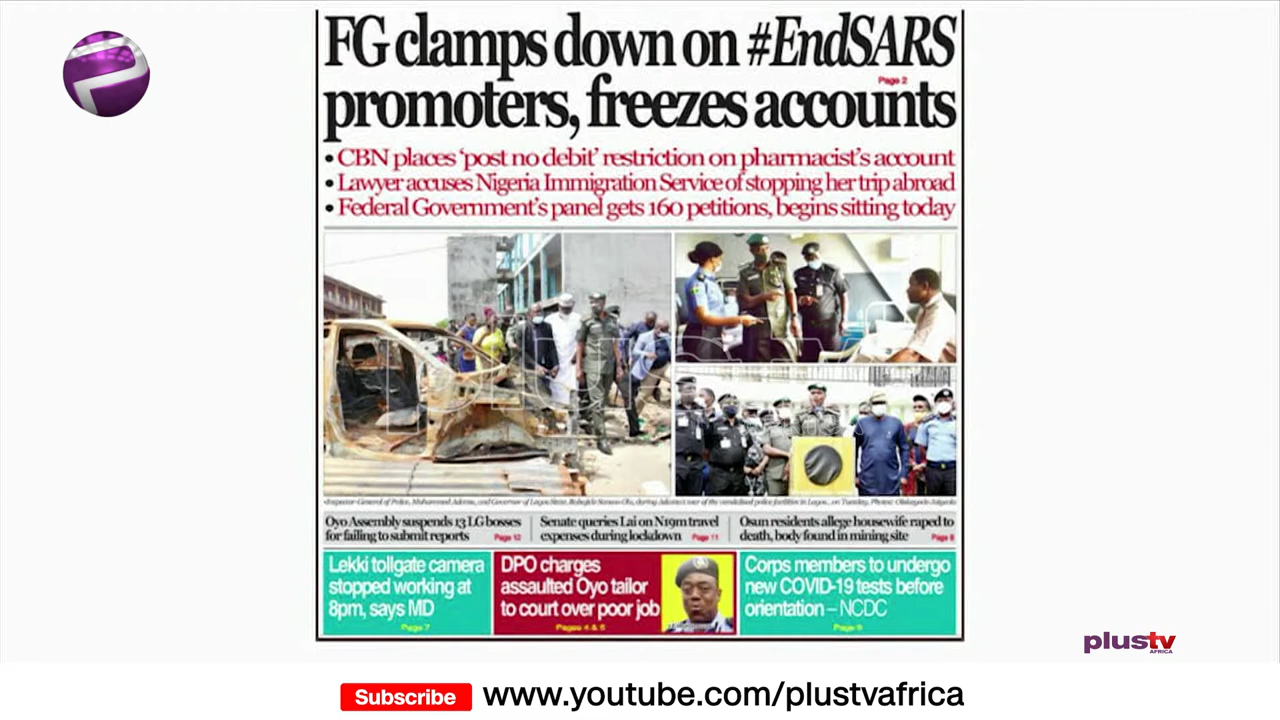 FG clamps down on #EndSARS
Page 2
promoters, freezes accounts
• CBN places ‘post no debit’ restriction on pharmacist’s account
• Lawyer accuses Nigeria Immigration Service of stopping her trip abroad
• Federal Government’s panel gets 160 petitions, begins sitting today
Oyo Assembly suspends 13 LG bosses
for failing to submit reports Page 12
Senate queries Lai on N19m travel
expenses during lockdown Page 11
Osun residents allege housewife raped to
death, body found in mining site
Lekki tollgate camera
stopped working at
8pm, says MD
Page 7
DPO charges
assaulted Oyo tailor
to court over poor job
Pages 4 & 5
Corps members to undergo
new COVID-19 tests before
orientation – NCDC
plustv
AFRICA
Subscribe www.youtube.com/plustvafrica